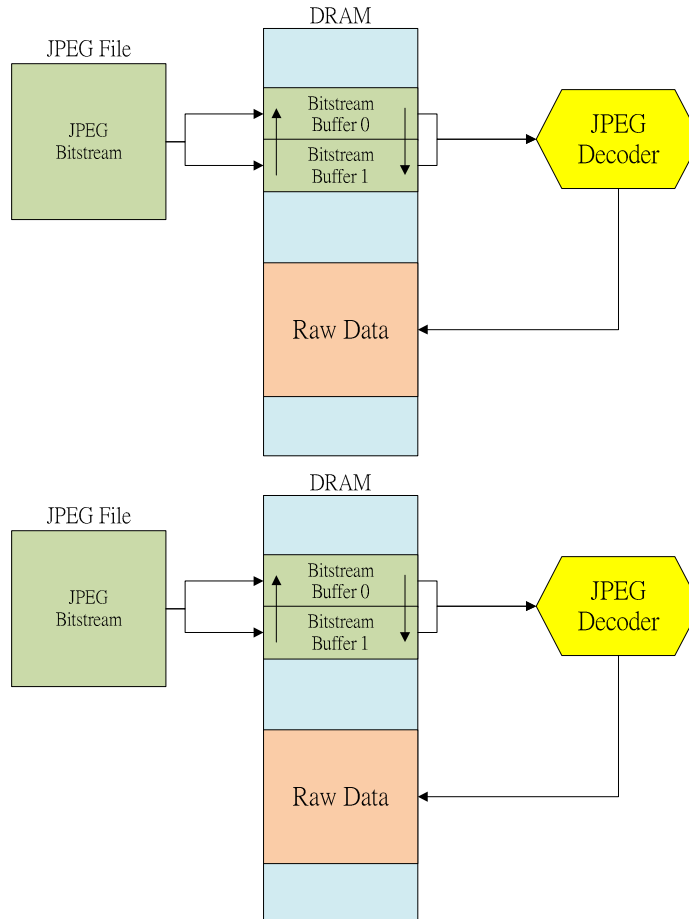 DRAM
JPEG File
JPEG
Bitstream
Bitstream
Buffer 0
Bitstream
Buffer 1
JPEG
Decoder
Raw Data
DRAM
JPEG File
JPEG
Bitstream
Bitstream
Buffer 0
Bitstream
Buffer 1
JPEG
Decoder
Raw Data